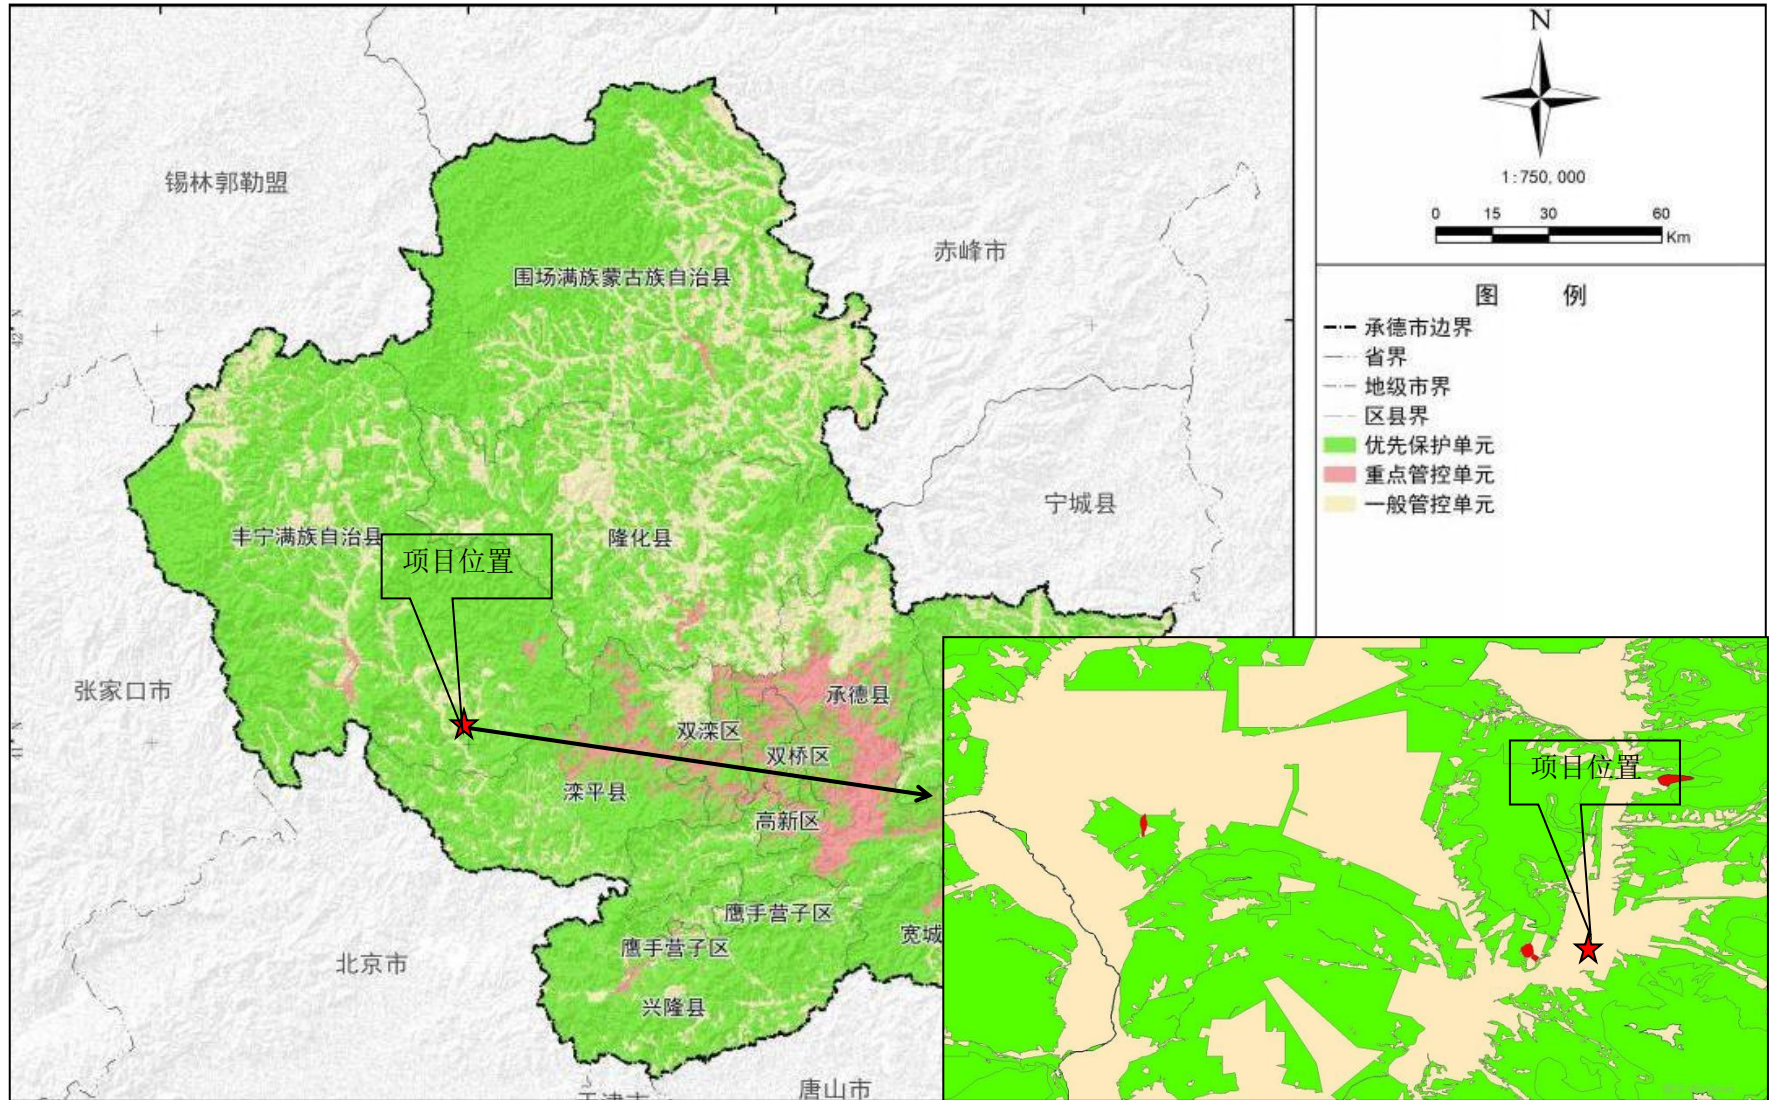 N
1:750,000
0 15 30 60
Km
图 例
承德市边界
省界
地级市界
区县界
优先保护单元
重点管控单元
一般管控单元
锡林郭勒盟
赤峰市
围场满族蒙古族自治县
42°N
宁城县
丰宁满族自治县
隆化县
项目位置
张家口市
承德县
双滦区
双桥区
41°N
滦平县
高新区
项目位置
鹰手营子区
宽城
鹰手营子区
北京市
兴隆县
唐山市